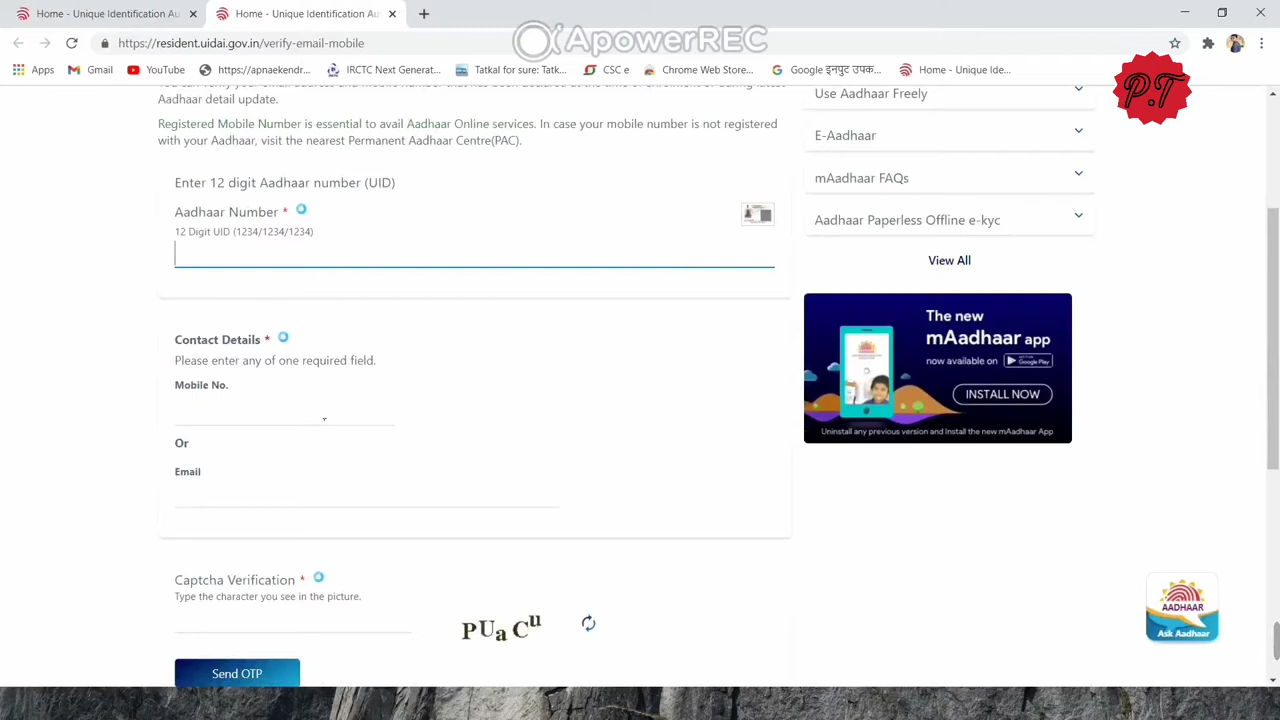 Home - Unique Identification Au
Home - Unique Identification Au
ApowerREC
https://resident.uidai.gov.in/verify-email-mobile
Apps
Gmail
YouTube
https://apnaekendr...
IRCTC Next Generat...
Tatkal for sure: Tatk...
CSC e
Chrome Web Store...
Google इनपुट उपक...
Home - Unique Ide...
P.T
Aadhaar detail update.
Registered Mobile Number is essential to avail Aadhaar Online services. In case your mobile number is not registered
with your Aadhaar, visit the nearest Permanent Aadhaar Centre(PAC).
Enter 12 digit Aadhaar number (UID)
Aadhaar Number *
12 Digit UID (1234/1234/1234)
Contact Details *
Please enter any of one required field.
Mobile No.
Or
Email
Captcha Verification *
Type the character you see in the picture.
PUaCu
Send OTP
Use Aadhaar Freely
E-Aadhaar
mAadhaar FAQs
Aadhaar Paperless Offline e-kyc
View All
The new
mAadhaar app
now available on Google Play
INSTALL NOW
Uninstall any previous version and Install the new mAadhaar App
AADHAAR
Ask Aadhaar